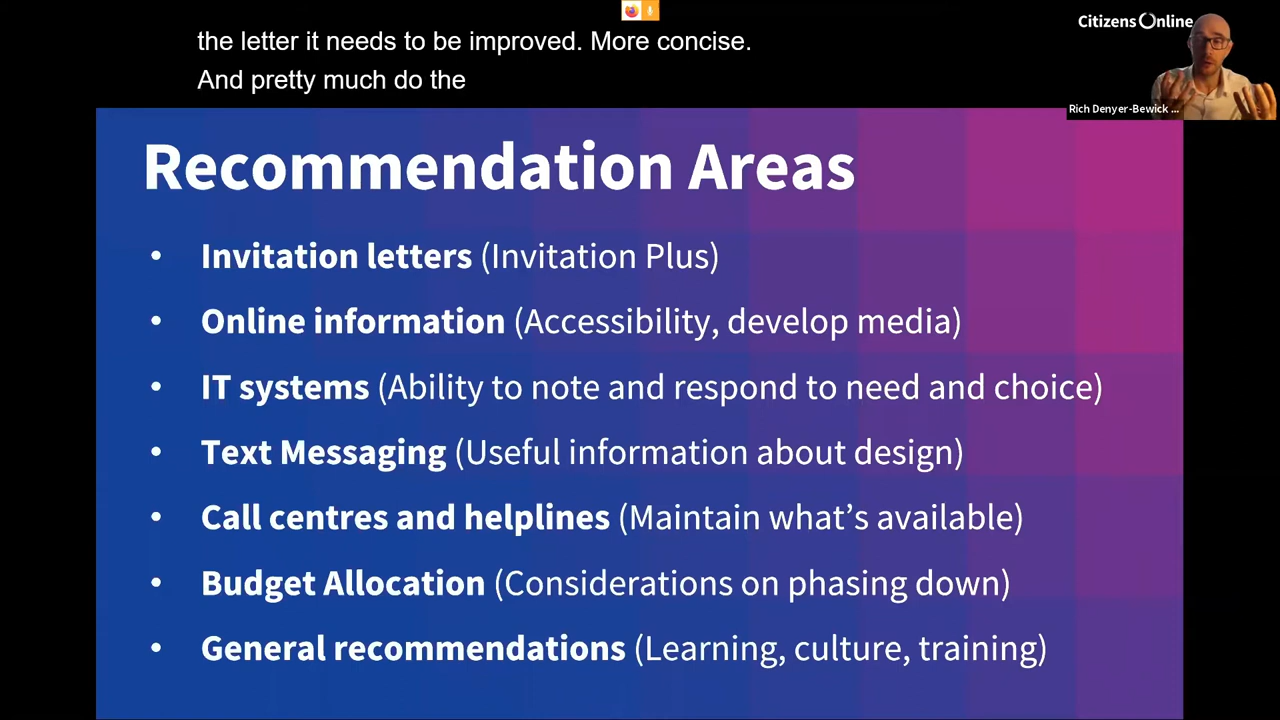 the letter it needs to be improved. More concise.
And pretty much do the
Citizens Online
Rich Denyer-Bewick ...
Recommendation Areas
• Invitation letters (Invitation Plus)
• Online information (Accessibility, develop media)
• IT systems (Ability to note and respond to need and choice)
• Text Messaging (Useful information about design)
• Call centres and helplines (Maintain what’s available)
• Budget Allocation (Considerations on phasing down)
• General recommendations (Learning, culture, training)